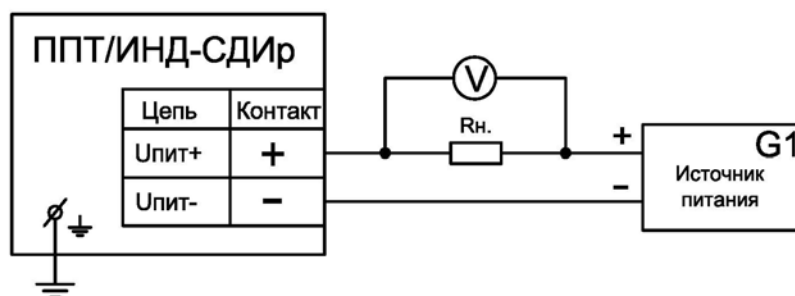 ППТ/ИНД-СДИр
Цепь Контакт
Uпит+ +
Uпит- -
V
Rн.
+
-
G1
Источник
питания